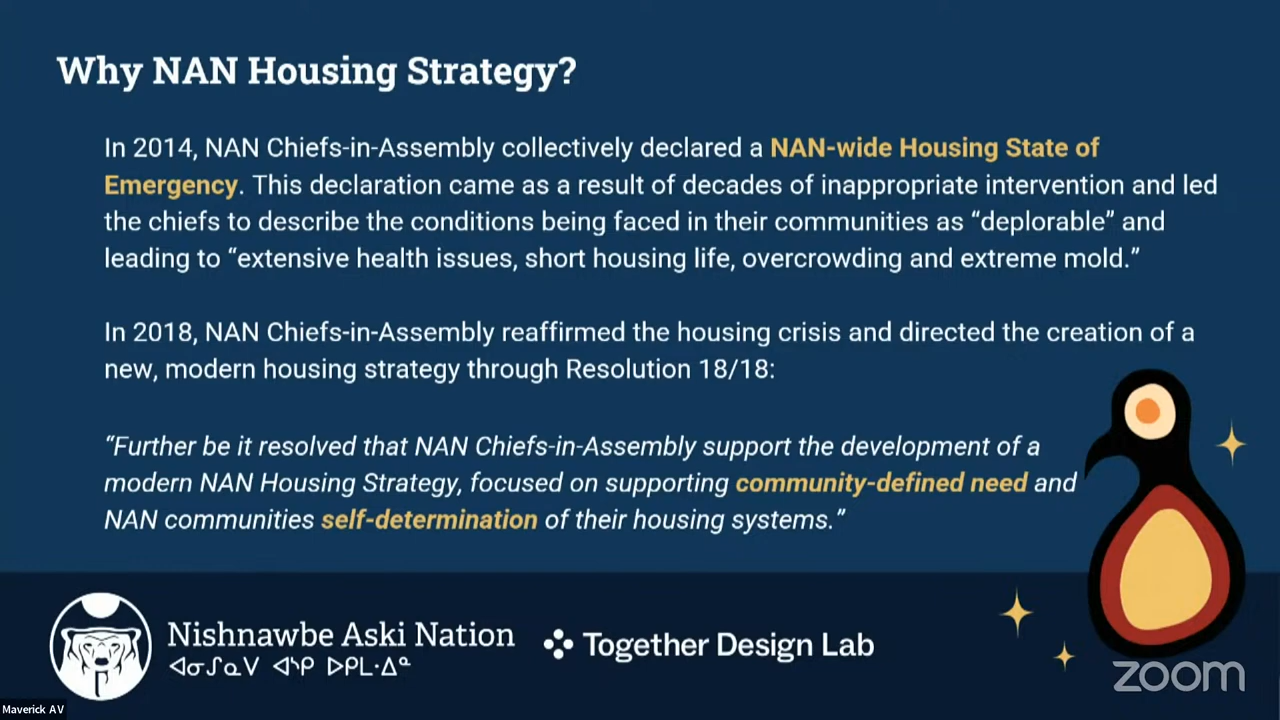 Why NAN Housing Strategy?
In 2014, NAN Chiefs-in-Assembly collectively declared a NAN-wide Housing State of
Emergency. This declaration came as a result of decades of inappropriate intervention and led
the chiefs to describe the conditions being faced in their communities as “deplorable” and
leading to “extensive health issues, short housing life, overcrowding and extreme mold.”
In 2018, NAN Chiefs-in-Assembly reaffirmed the housing crisis and directed the creation of a
new, modern housing strategy through Resolution 18/18:
“Further be it resolved that NAN Chiefs-in-Assembly support the development of a
modern NAN Housing Strategy, focused on supporting community-defined need and
NAN communities self-determination of their housing systems.”
Nishnawbe Aski Nation
ᐊᓂᔑᓇᐯ ᐊᔅᑭ ᐅᑭᒪᐧᐃᓐ
Together Design Lab
zoom
Maverick AV